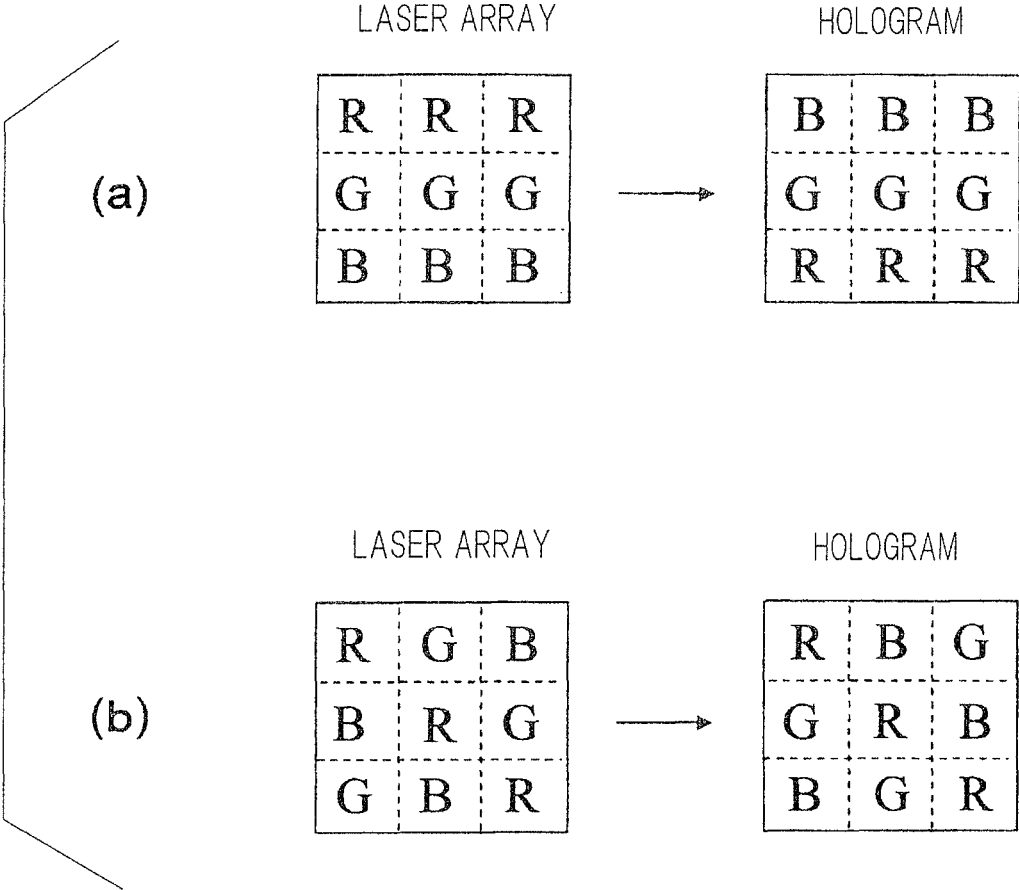 LASER ARRAY HOLOGRAM
R R R B B B
(a) G G G G G G
B B B R R R
LASER ARRAY HOLOGRAM
R G B R B G
(b) B R G G R B
G B R B G R